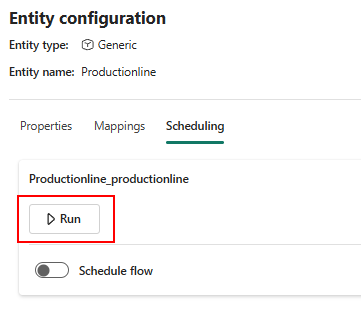 Entity configuration
Entity type: Generic
Entity name: Productionline
Properties Mappings Scheduling
Productionline_productionline
Run
Schedule flow